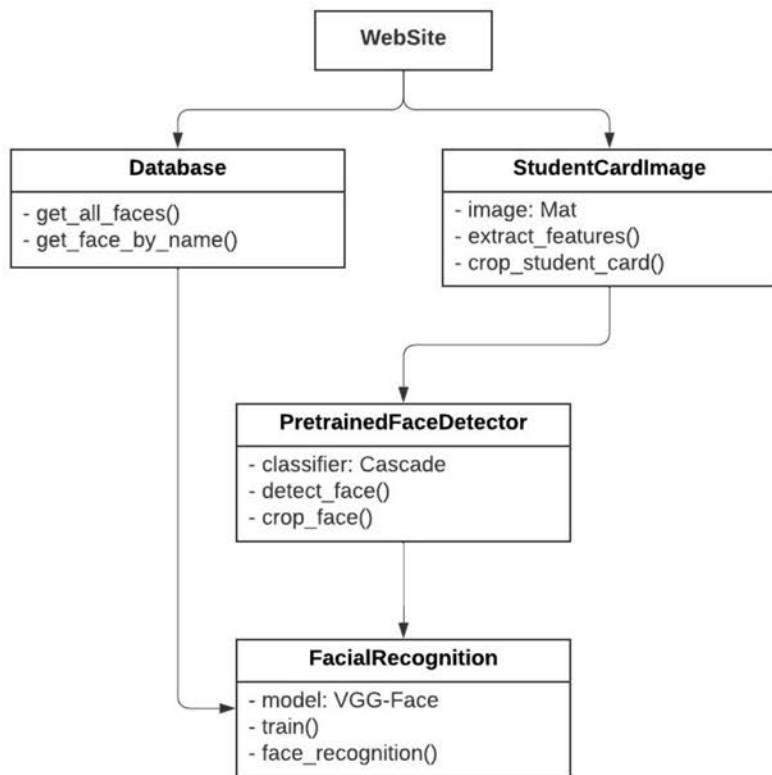 WebSite
Database
- get_all_faces()
- get_face_by_name()
StudentCardImage
- image: Mat
- extract_features()
- crop_student_card()
PretrainedFaceDetector
- classifier: Cascade
- detect_face()
- crop_face()
FacialRecognition
- model: VGG-Face
- train()
- face_recognition()